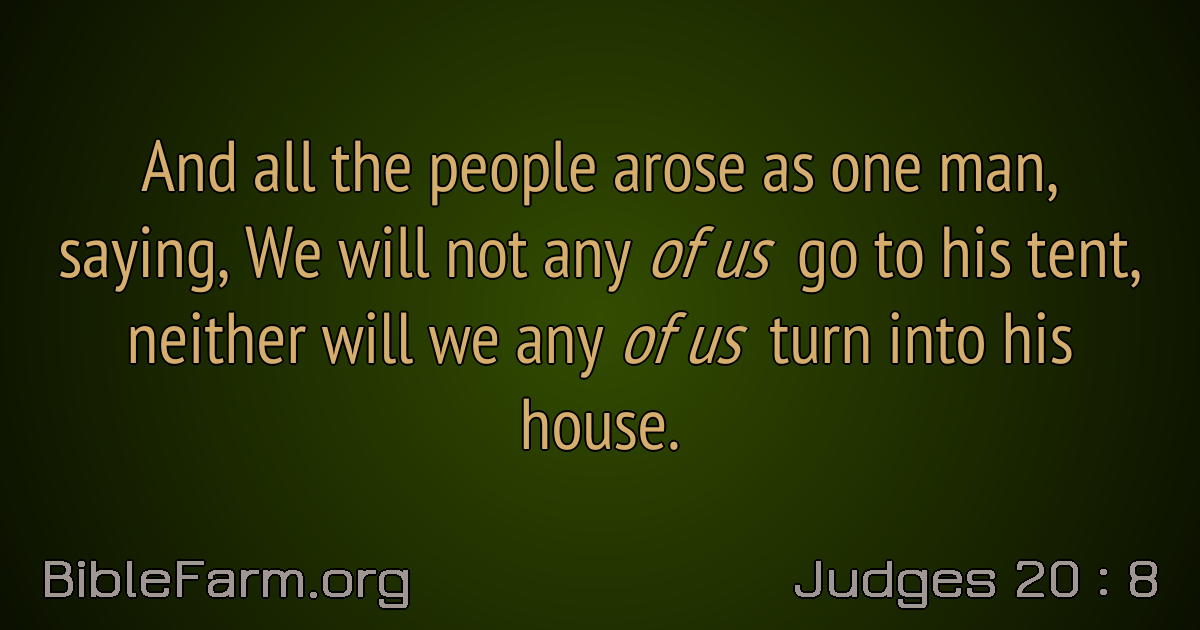 And all the people arose as one man,
saying, We will not any of us go to his tent,
neither will we any of us turn into his
house.
BibleFarm.org
Judges 20 : 8